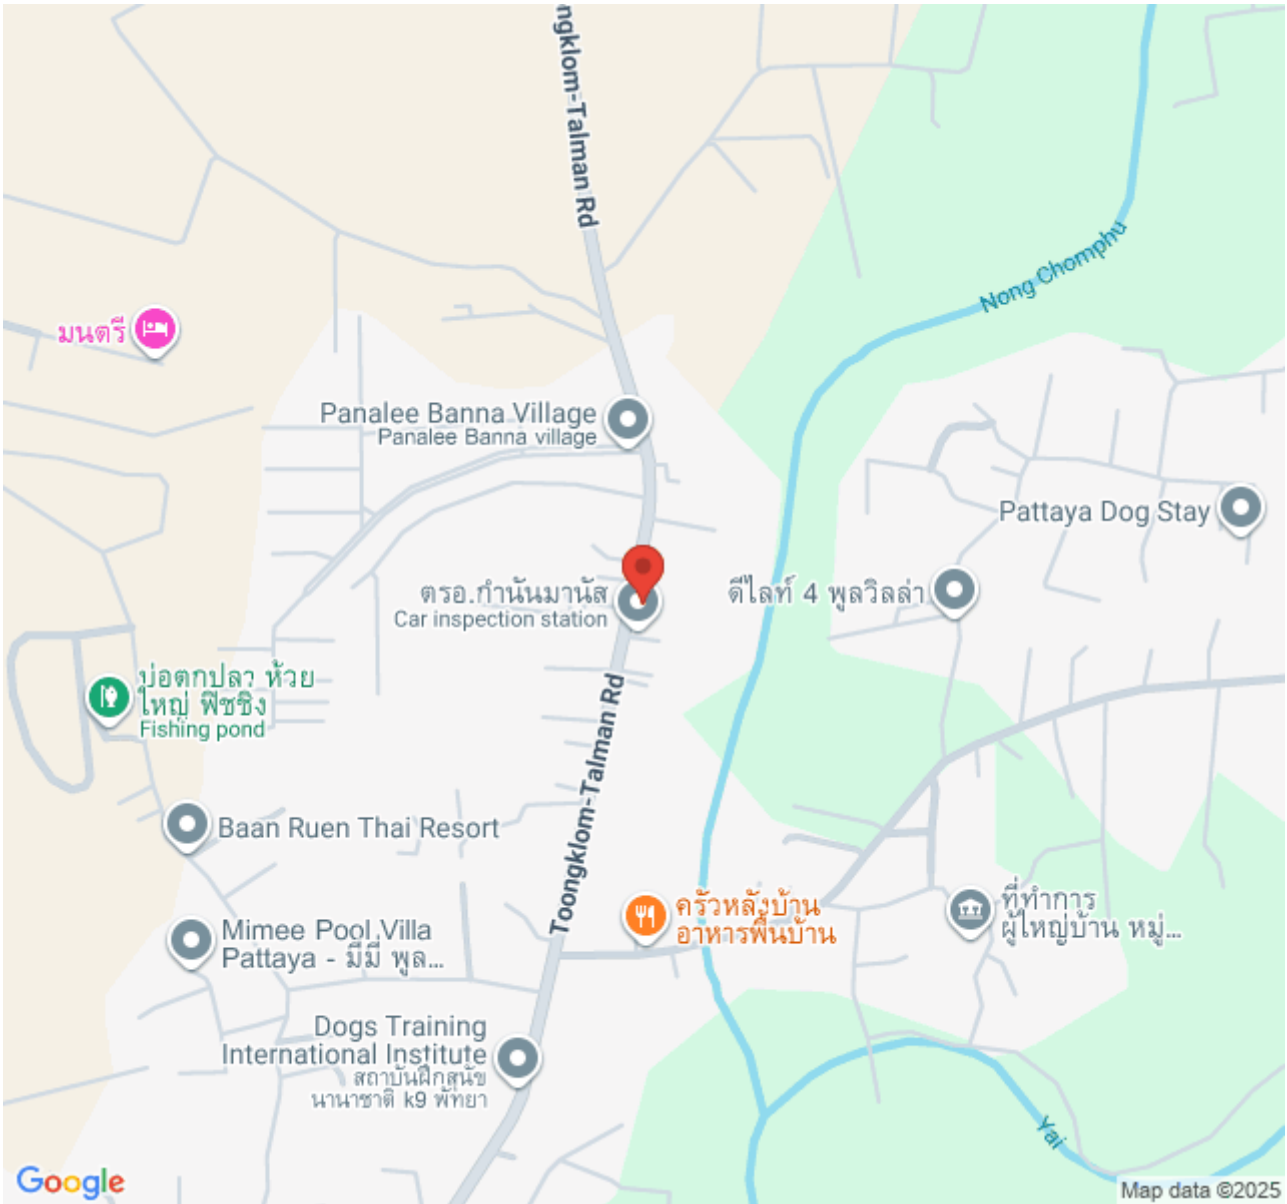 ngklom-Talman Rd
Nong Chomphu
มนตรี
Panalee Banna Village
Panalee Banna village
Pattaya Dog Stay
ตรอ.กำนันมานัส
Car inspection station
ดีไลท์ 4 พูลวิลล่า
บ่อตกปลา ห้วย
ใหญ่ ฟิชชิง
Fishing pond
Toongklom-Talman Rd
Baan Ruen Thai Resort
ครัวหลังบ้าน
อาหารพื้นบ้าน
ที่ทำการ
ผู้ใหญ่บ้าน หมู่...
Mimee Pool Villa
Pattaya - มีมี พูล...
Dogs Training
International Institute
สถาบันฝึกสุนัข
นานาชาติ k9 พัทยา
Yai
Google
Map data ©2025